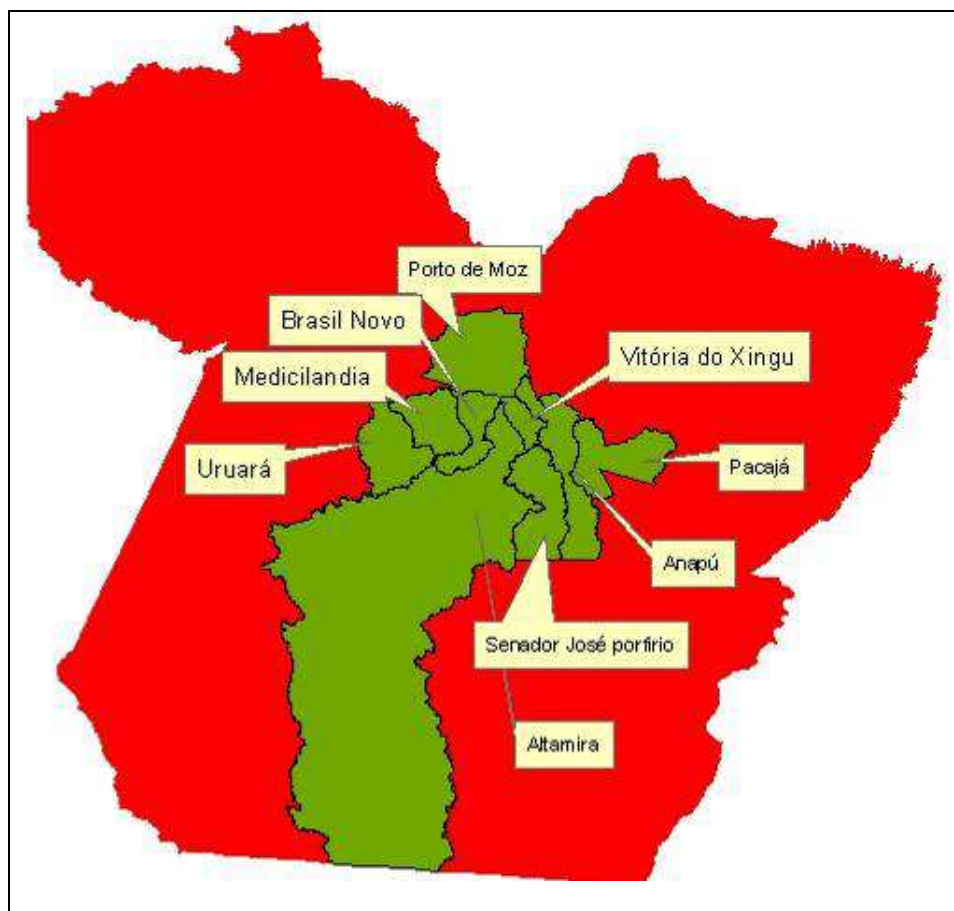 Porto de Moz
Brasil Novo
Vitória do Xingu
Medicilandia
Uruará
Pacajá
Anapú
Senador José porfirio
Altamira